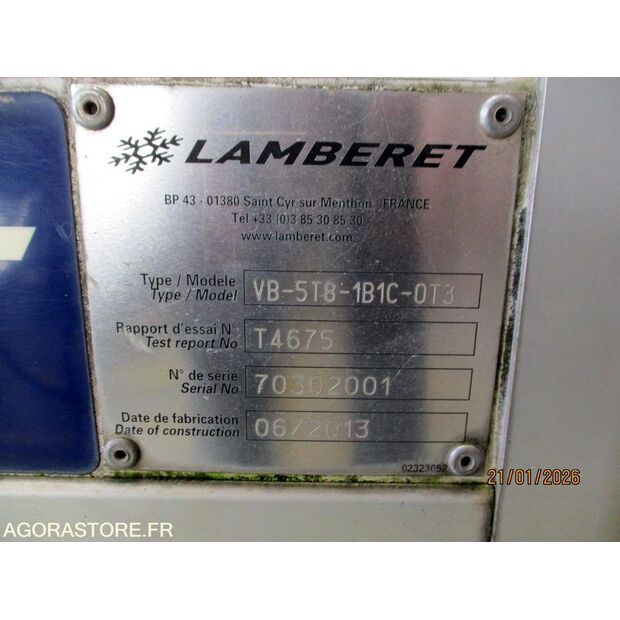 LAMBERET
BP 43 - 01380 Saint Cyr sur Menthon - FRANCE
Tel +33 (0)3 85 30 85 30
www.lamberet.com
Type / Modèle
Type / Model
VB-5T8-1B1C-0T3
Rapport d'essai N°
Test report No
T4675
N° de série
Serial No
70302001
Date de fabrication
Date of construction
06/2013
02323052
21/01/2026
AGORASTORE.FR